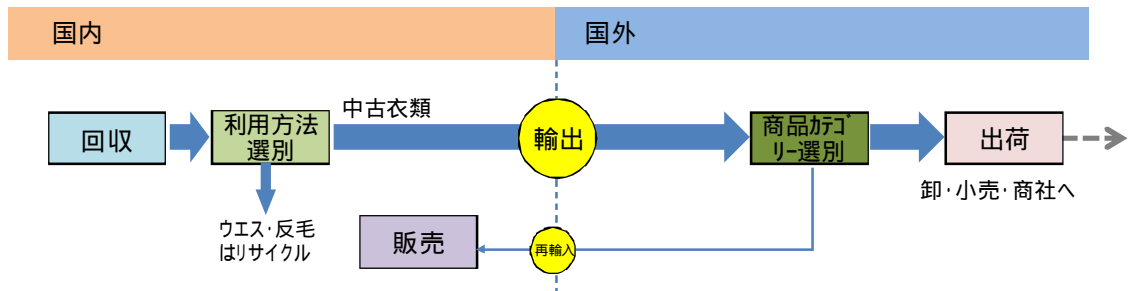 国内
国外
中古衣類
回収
利用方法
選別
輸出
商品ｶﾃｺﾞ
ﾘｰ選別
出荷
卸・小売・商社へ
ウエス・反毛
はリサイクル
販売
再輸入